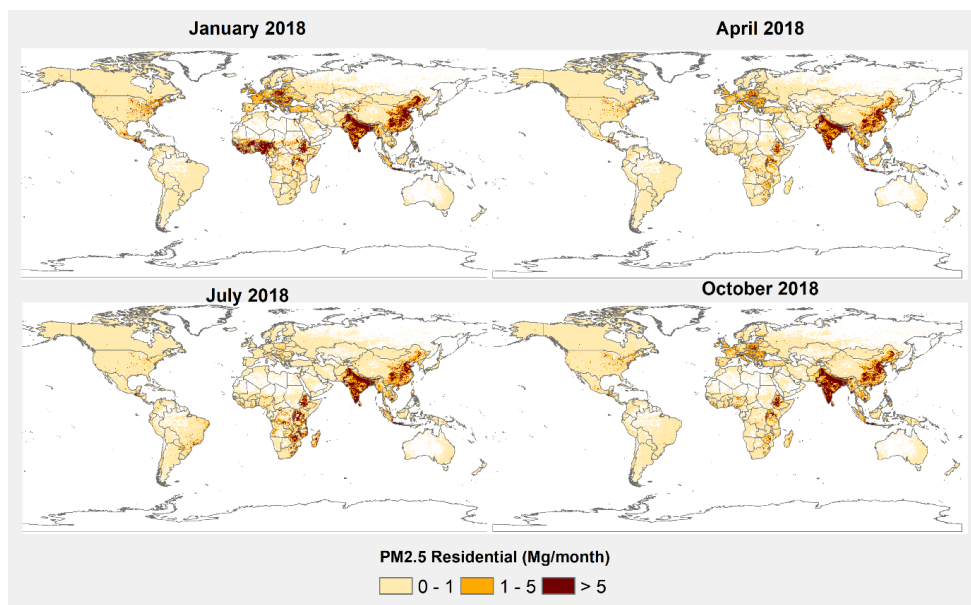 January 2018
April 2018
July 2018
October 2018
PM2.5 Residential (Mg/month)
0 - 1
1 - 5
> 5